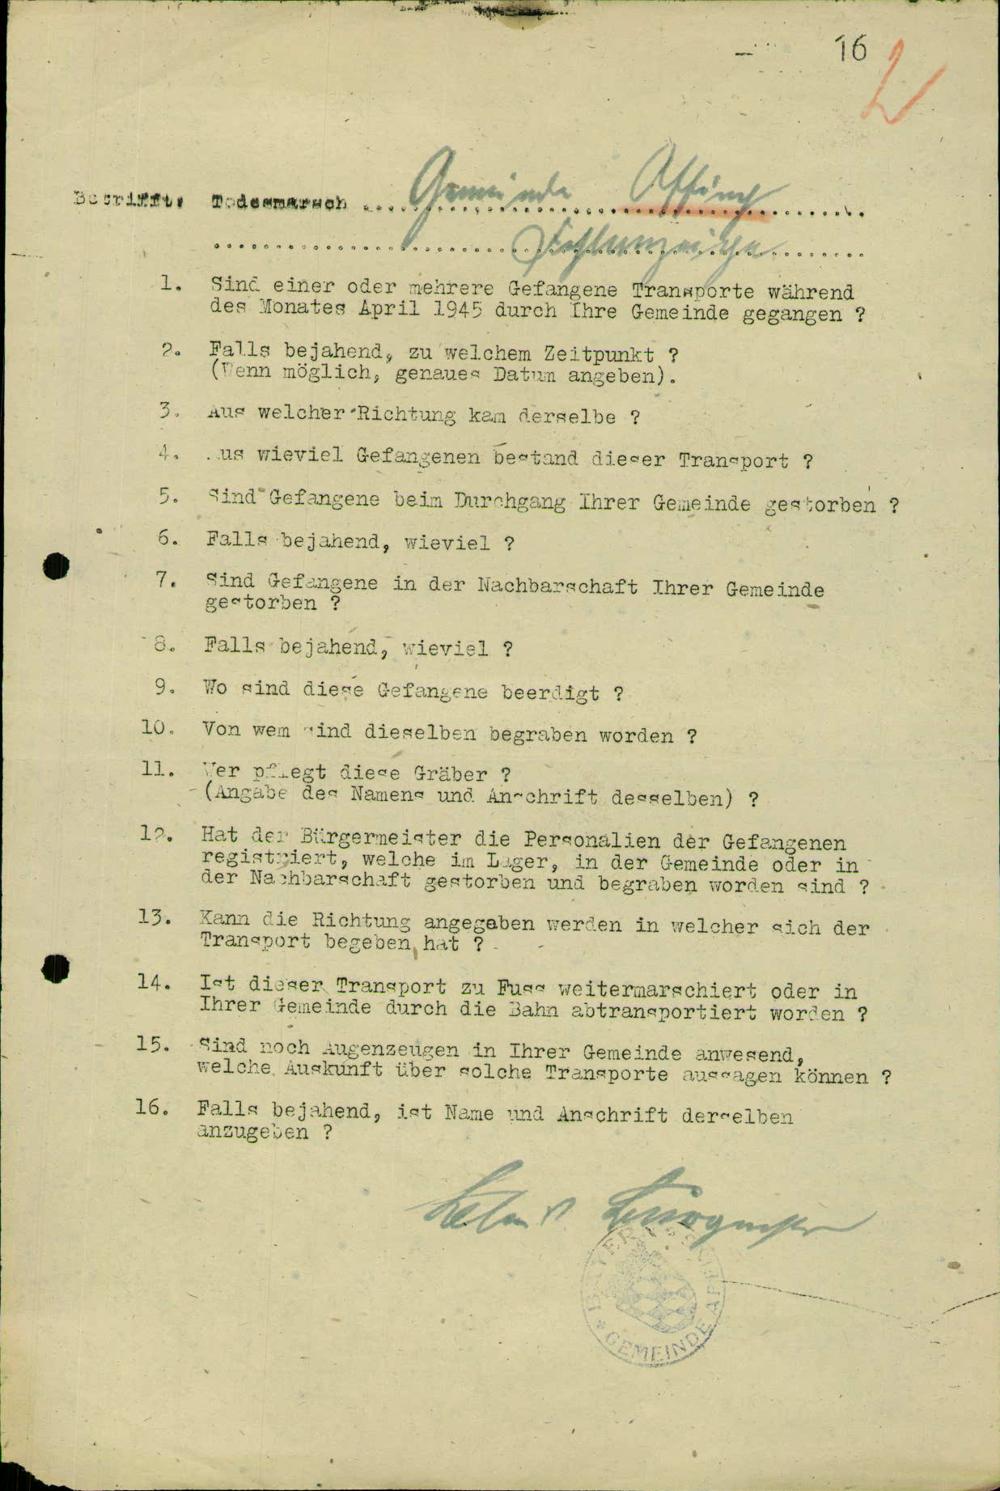 16
2
Betrifft: Todesmarsch Gemeinde Affing
Fehlanzeige
1. Sind einer oder mehrere Gefangene Transporte während
des Monates April 1945 durch Ihre Gemeinde gegangen ?
2. Falls bejahend, zu welchem Zeitpunkt ?
(Wenn möglich, genaues Datum angeben).
3. Aus welcher Richtung kam derselbe ?
4. Aus wieviel Gefangenen bestand dieser Transport ?
5. Sind Gefangene beim Durchgang Ihrer Gemeinde gestorben ?
6. Falls bejahend, wieviel ?
7. Sind Gefangene in der Nachbarschaft Ihrer Gemeinde
gestorben ?
8. Falls bejahend, wieviel ?
9. Wo sind diese Gefangene beerdigt ?
10. Von wem sind dieselben begraben worden ?
11. Wer pflegt diese Gräber ?
(Angabe des Namens und Anschrift desselben) ?
12. Hat der Bürgermeister die Personalien der Gefangenen
registriert, welche im Lager, in der Gemeinde oder in
der Nachbarschaft gestorben und begraben worden sind ?
13. Kann die Richtung angegeben werden in welcher sich der
Transport begeben hat ?
14. Ist dieser Transport zu Fuss weitermarschiert oder in
Ihrer Gemeinde durch die Bahn abtransportiert worden ?
15. Sind noch Augenzeugen in Ihrer Gemeinde anwesend,
welche Auskunft über solche Transporte aussagen können ?
16. Falls bejahend, ist Name und Anschrift derselben
anzugeben ?
Bürgermeister
BAYERN
GEMEINDE AFFING